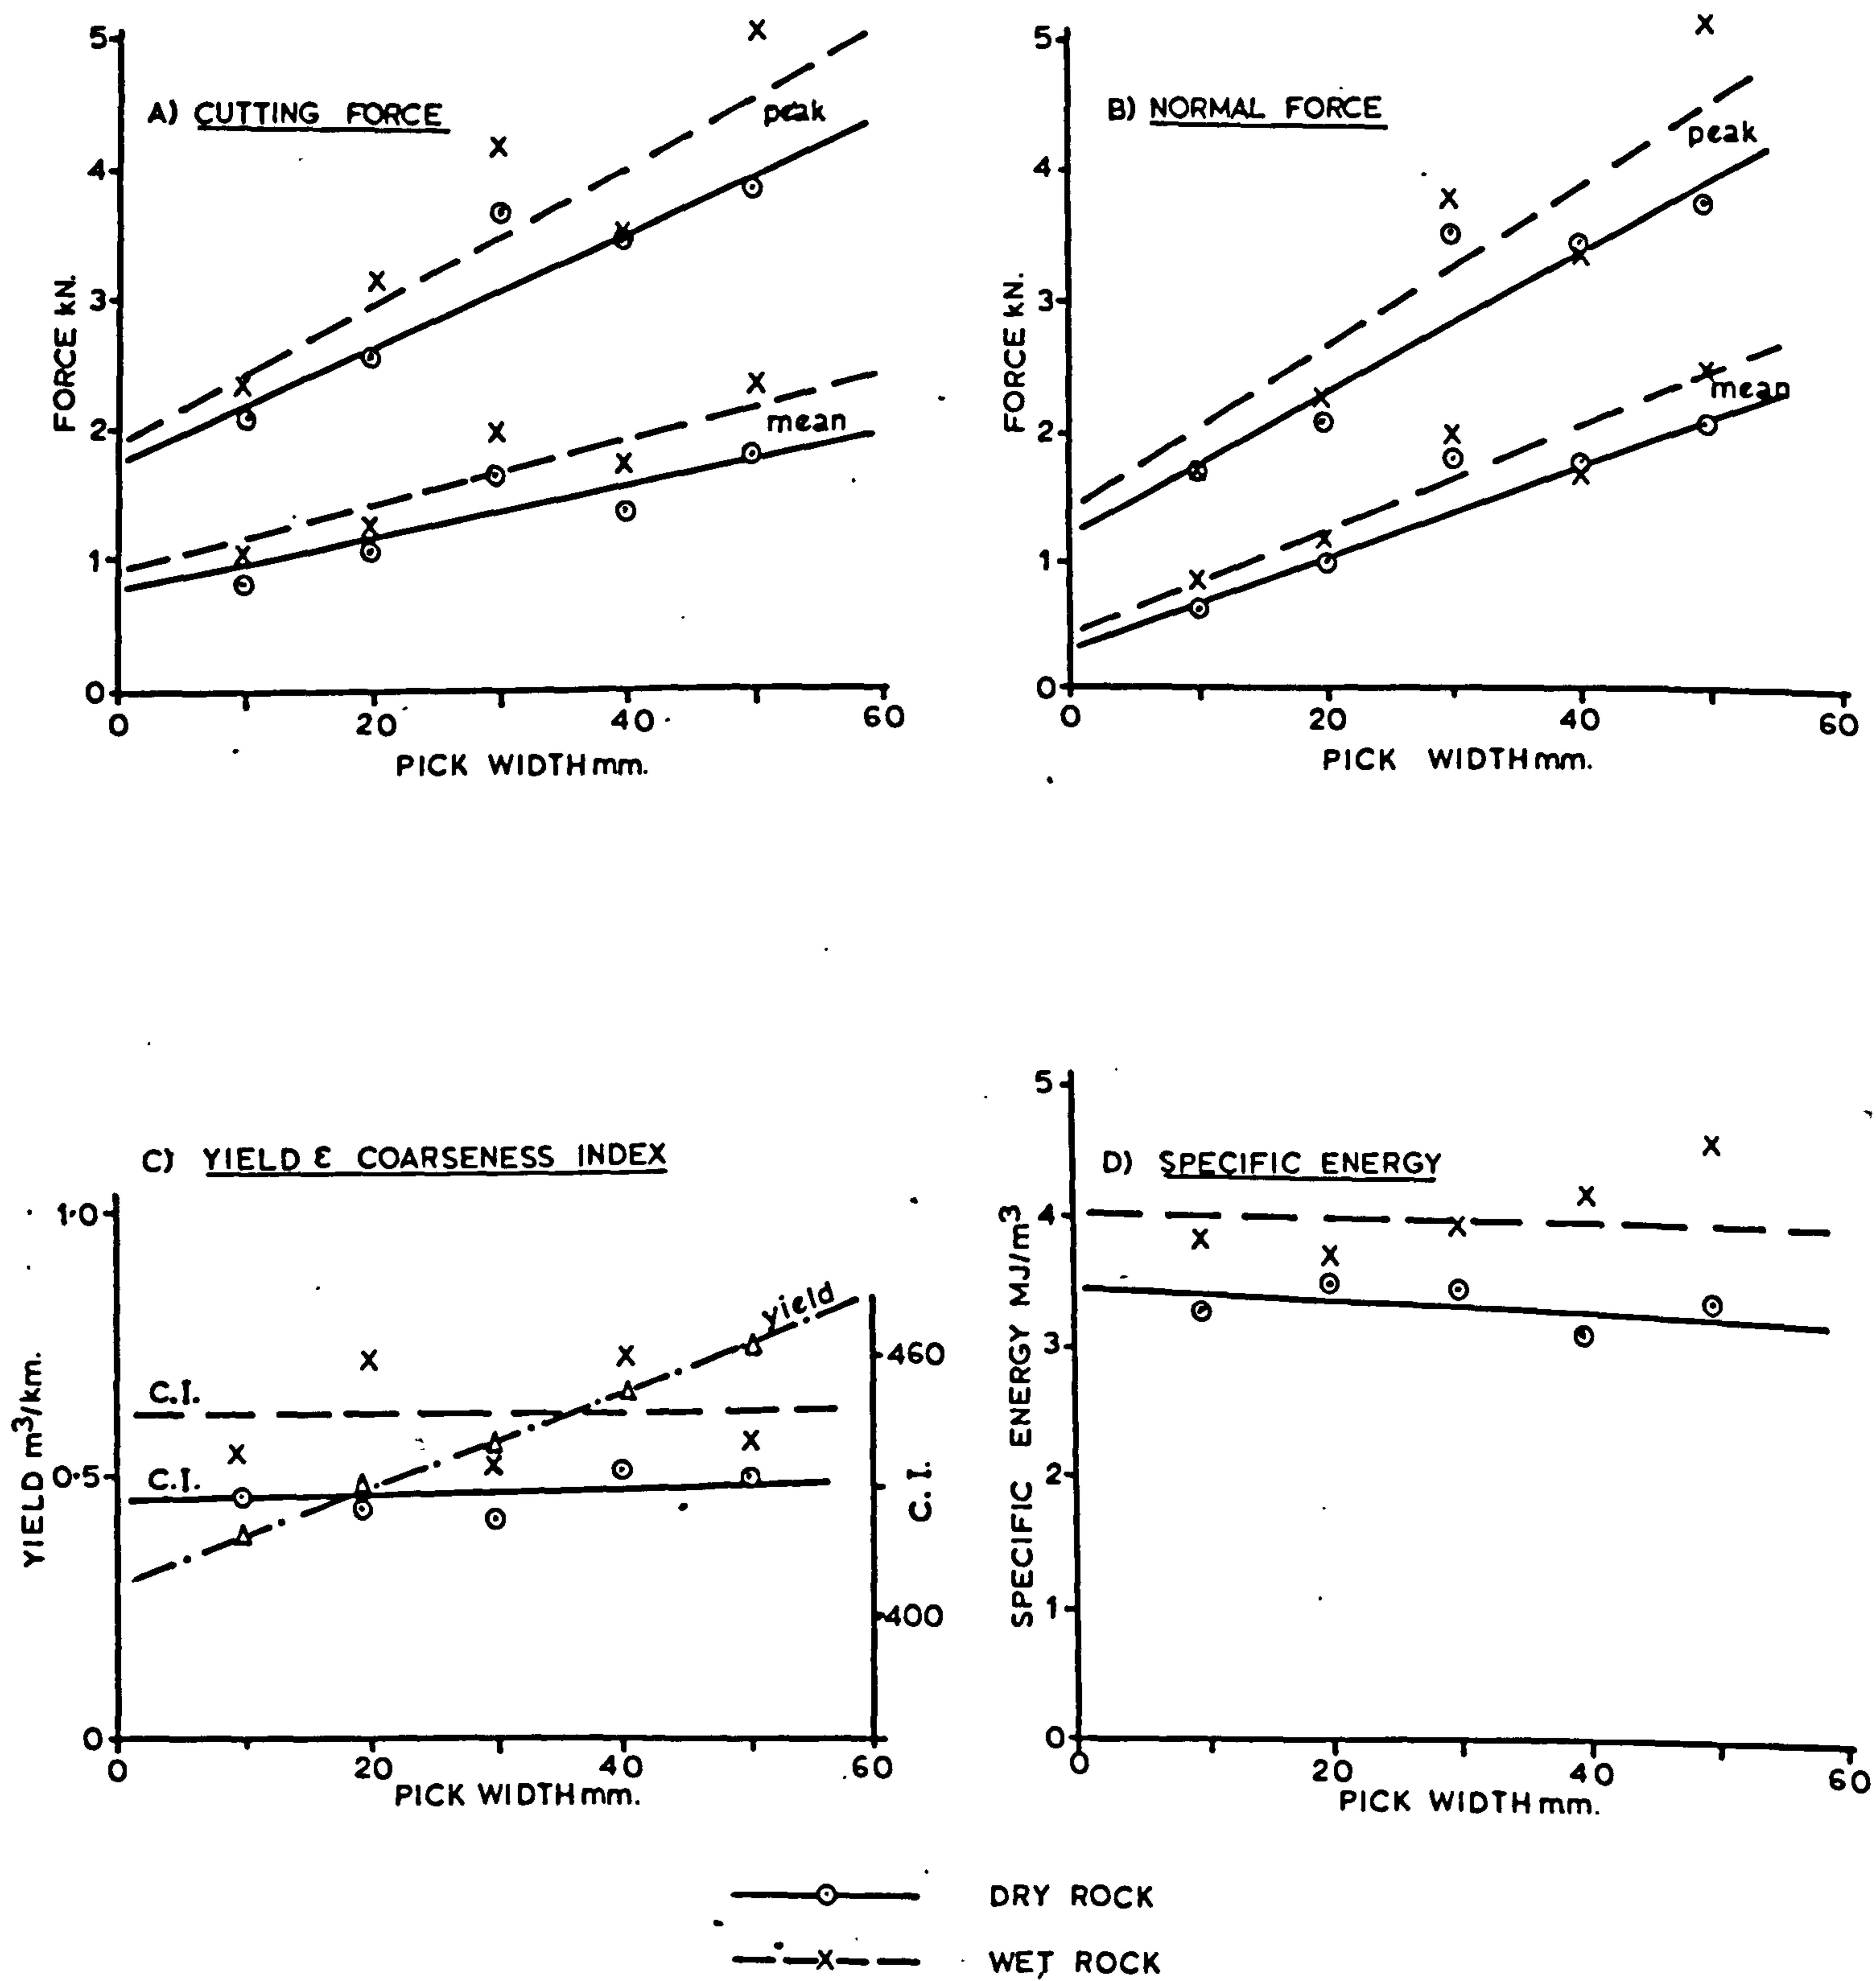 A) CUTTING FORCE
5
4
3
2
1
0
FORCE kN.
peak
mean
0 20 40 60
PICK WIDTH mm.
B) NORMAL FORCE
5
4
3
2
1
0
FORCE kN.
peak
mean
0 20 40 60
PICK WIDTH mm.
C) YIELD & COARSENESS INDEX
1·0
0·5
0
YIELD m³/km.
C.I.
C.I.
yield
460
400
C.I.
0 20 40 60
PICK WIDTH mm.
D) SPECIFIC ENERGY
5
4
3
2
1
0
SPECIFIC ENERGY MJ/m³
0 20 40 60
PICK WIDTH mm.
DRY ROCK
WET ROCK